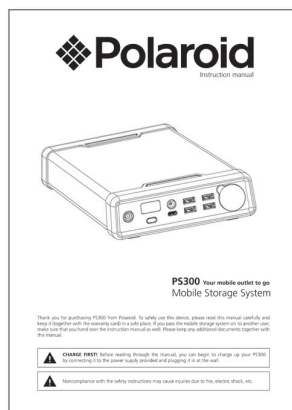 Polaroid
Instruction manual
PS300 Your mobile outlet to go
Mobile Storage System
Thank you for purchasing PS300 from Polaroid. To safely use this device, please read this manual carefully and
keep it (together with the warranty card) in a safe place. If you pass the mobile storage system on to another user,
make sure that you hand over the instruction manual as well. Please keep any additional documents together with
this manual.
CHARGE FIRST! Before reading through the manual, you can begin to charge up your PS300
by connecting it to the power supply provided and plugging it in at the wall.
Noncompliance with the safety instructions may cause injuries due to fire, electric shock, etc.